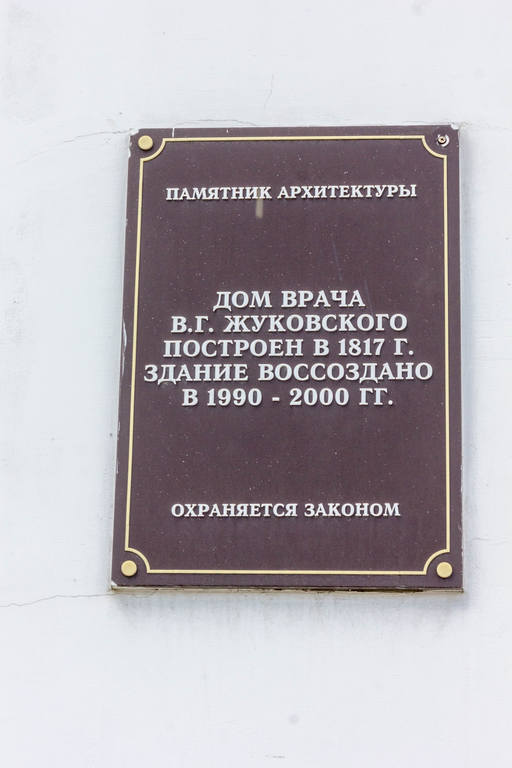 ПАМЯТНИК АРХИТЕКТУРЫ
ДОМ ВРАЧА
В.Г. ЖУКОВСКОГО
ПОСТРОЕН В 1817 Г.
ЗДАНИЕ ВОССОЗДАНО
В 1990 - 2000 ГГ.
ОХРАНЯЕТСЯ ЗАКОНОМ